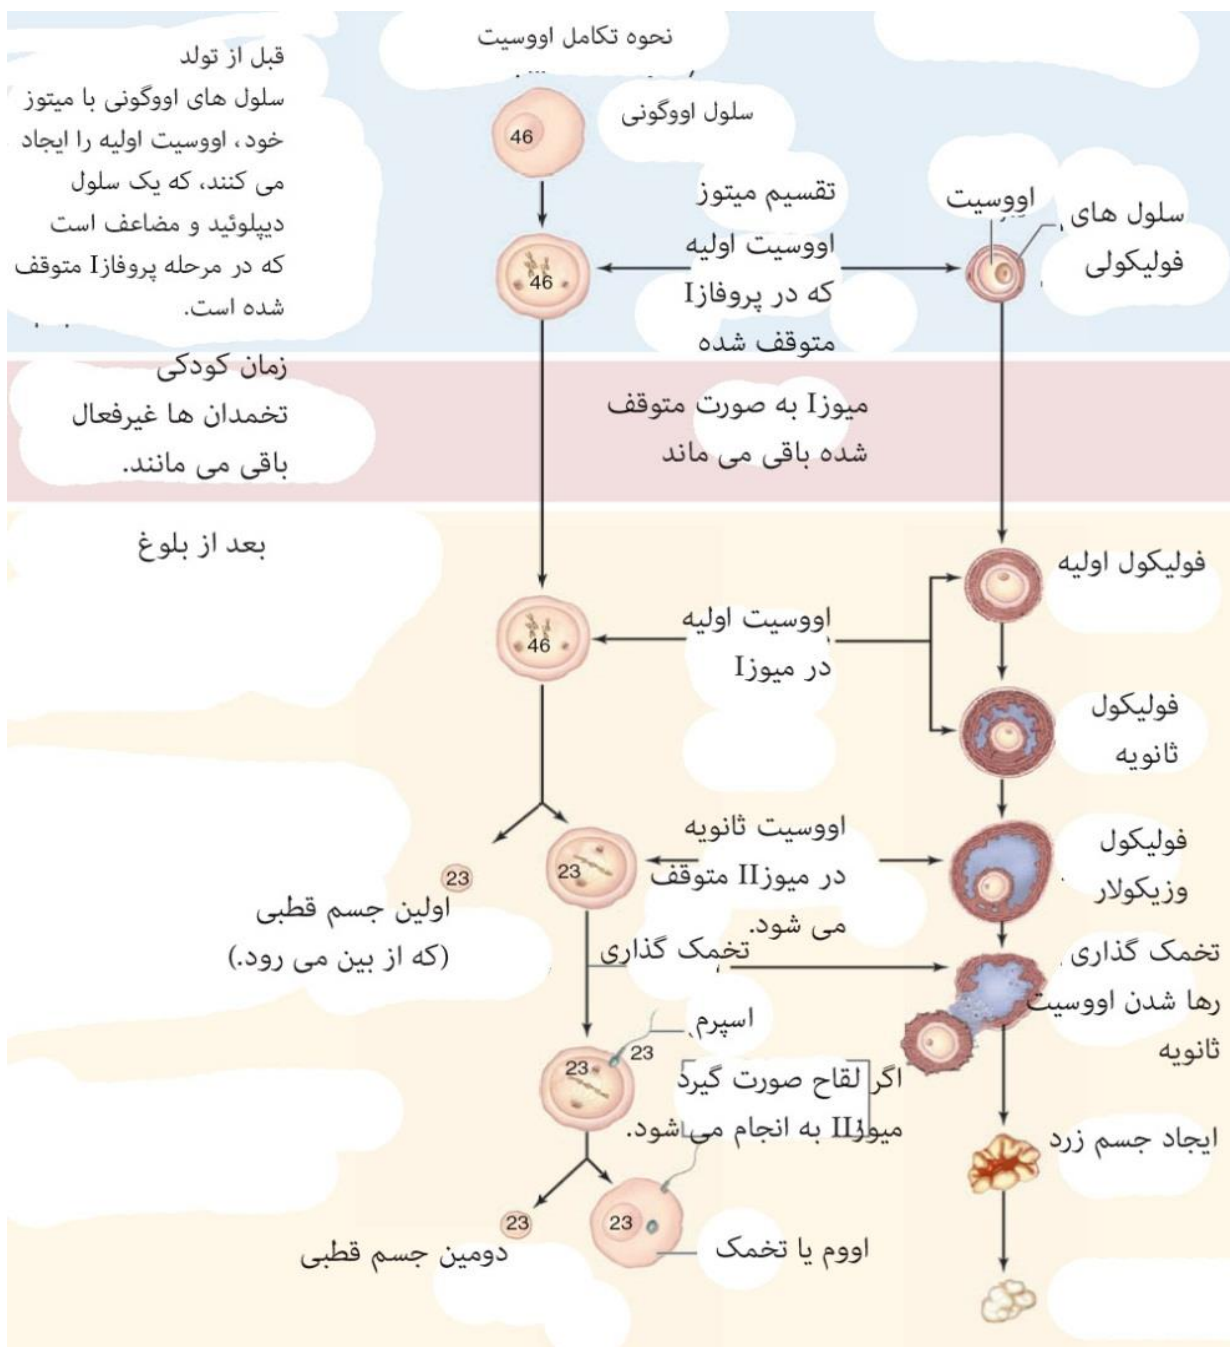 نحوه تکامل اووسیت
قبل از تولد
سلول های اووگونی با میتوز
خود، اووسیت اولیه را ایجاد
می کنند، که یک سلول
دیپلوئید و مضاعف است
که در مرحله پروفازI متوقف
شده است.
سلول اووگونی
46
تقسیم میتوز
اووسیت
سلول های
فولیکولی
اووسیت اولیه
که در پروفازI
متوقف شده
46
زمان کودکی
تخمدان ها غیرفعال
باقی می مانند.
میوزI به صورت متوقف
شده باقی می ماند
بعد از بلوغ
فولیکول اولیه
اووسیت اولیه
در میوزI
46
فولیکول
ثانویه
اووسیت ثانویه
در میوزII متوقف
می شود.
23
23
فولیکول
وزیکولار
اولین جسم قطبی
(که از بین می رود.)
تخمک گذاری
تخمک گذاری
رها شدن اووسیت
ثانویه
اسپرم
23
23
اگر لقاح صورت گیرد
میوزII به انجام می شود.
ایجاد جسم زرد
23
23
دومین جسم قطبی
اووم یا تخمک